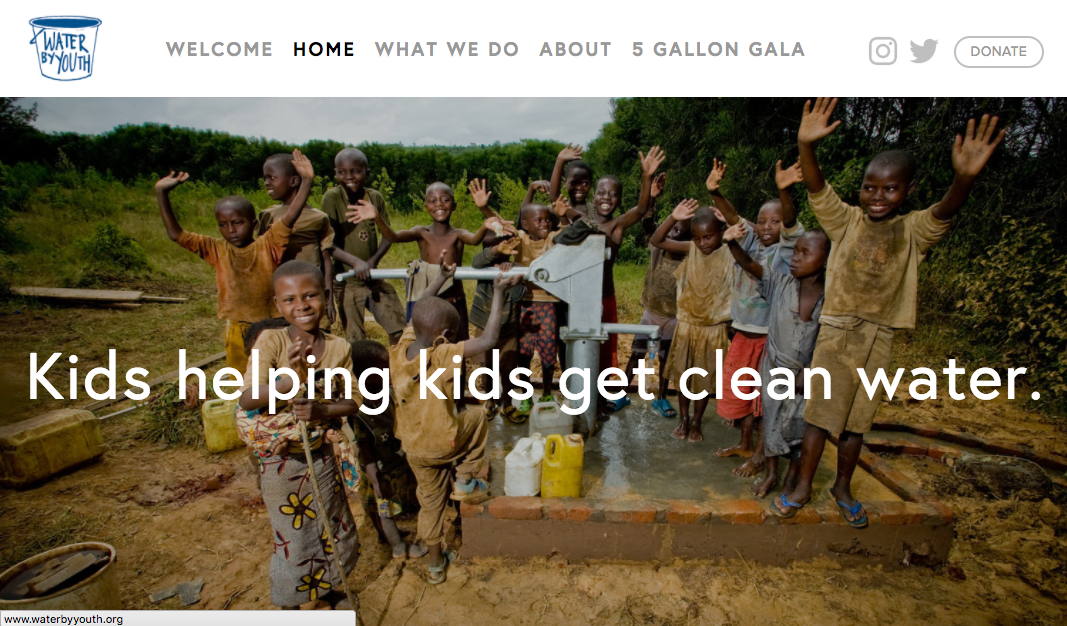 WATER
BY YOUTH
WELCOME HOME WHAT WE DO ABOUT 5 GALLON GALA DONATE
Kids helping kids get clean water.
www.waterbyyouth.org